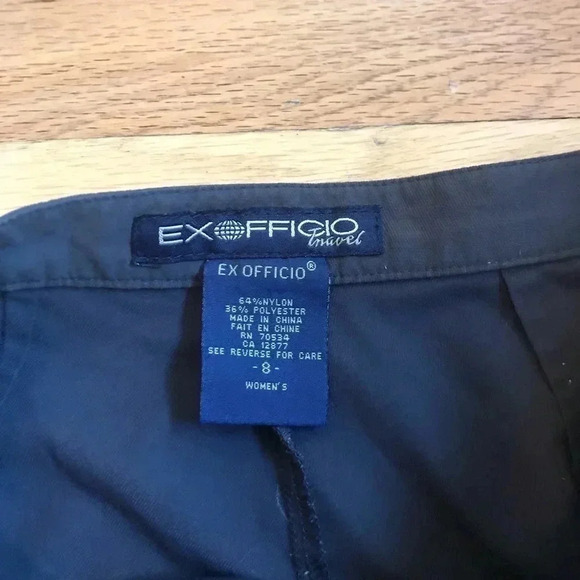 EXOFFICIO
travel
EX OFFICIO®
64% NYLON
36% POLYESTER
MADE IN CHINA
FAIT EN CHINE
RN 70534
CA 12877
SEE REVERSE FOR CARE
-8-
WOMEN'S